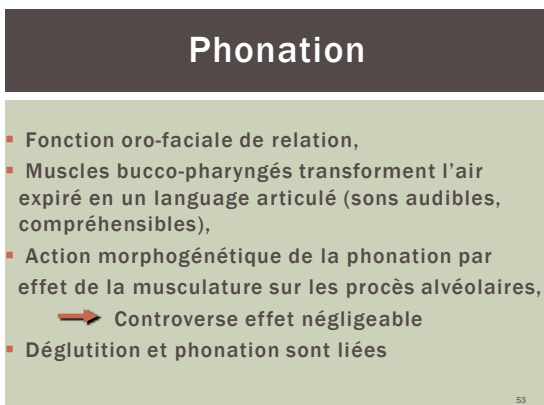 Phonation
▪ Fonction oro-faciale de relation,
▪ Muscles bucco-pharyngés transforment l'air
expiré en un language articulé (sons audibles,
compréhensibles),
▪ Action morphogénétique de la phonation par
effet de la musculature sur les procès alvéolaires,
Controverse effet négligeable
▪ Déglutition et phonation sont liées
53